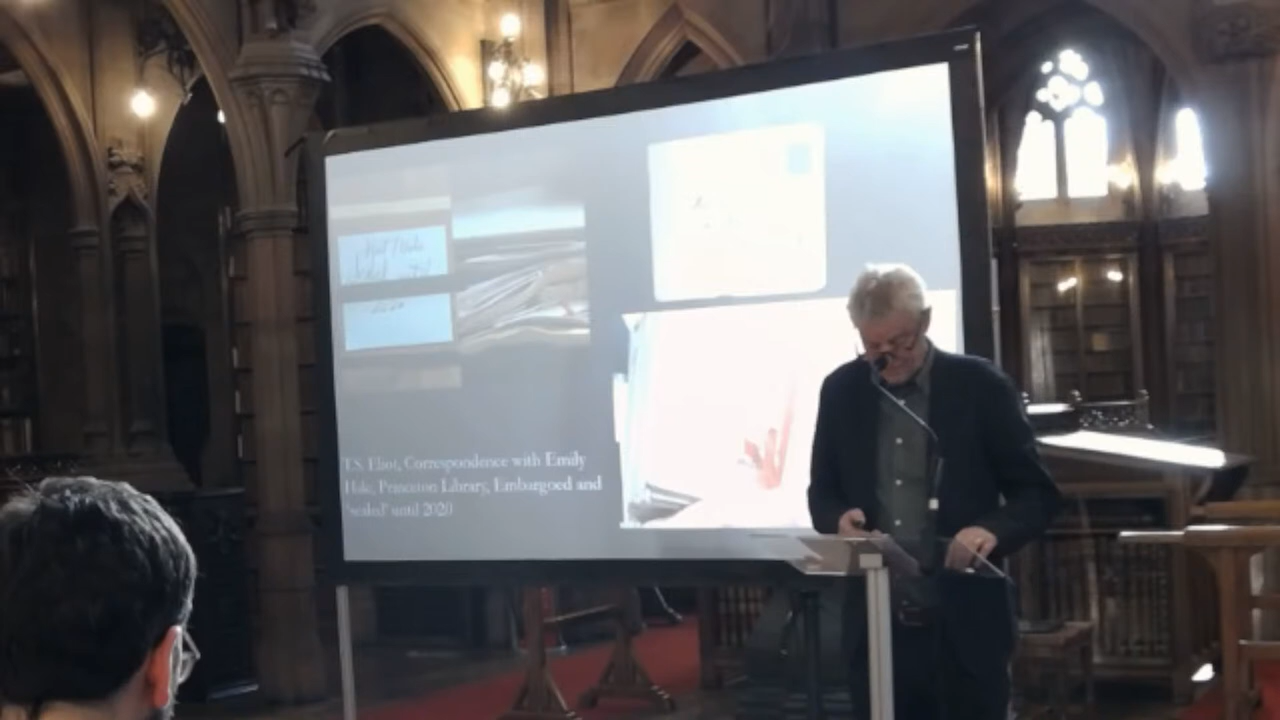 T.S. Eliot, Correspondence with Emily
Hale, Princeton Library, Embargoed and
'sealed' until 2020